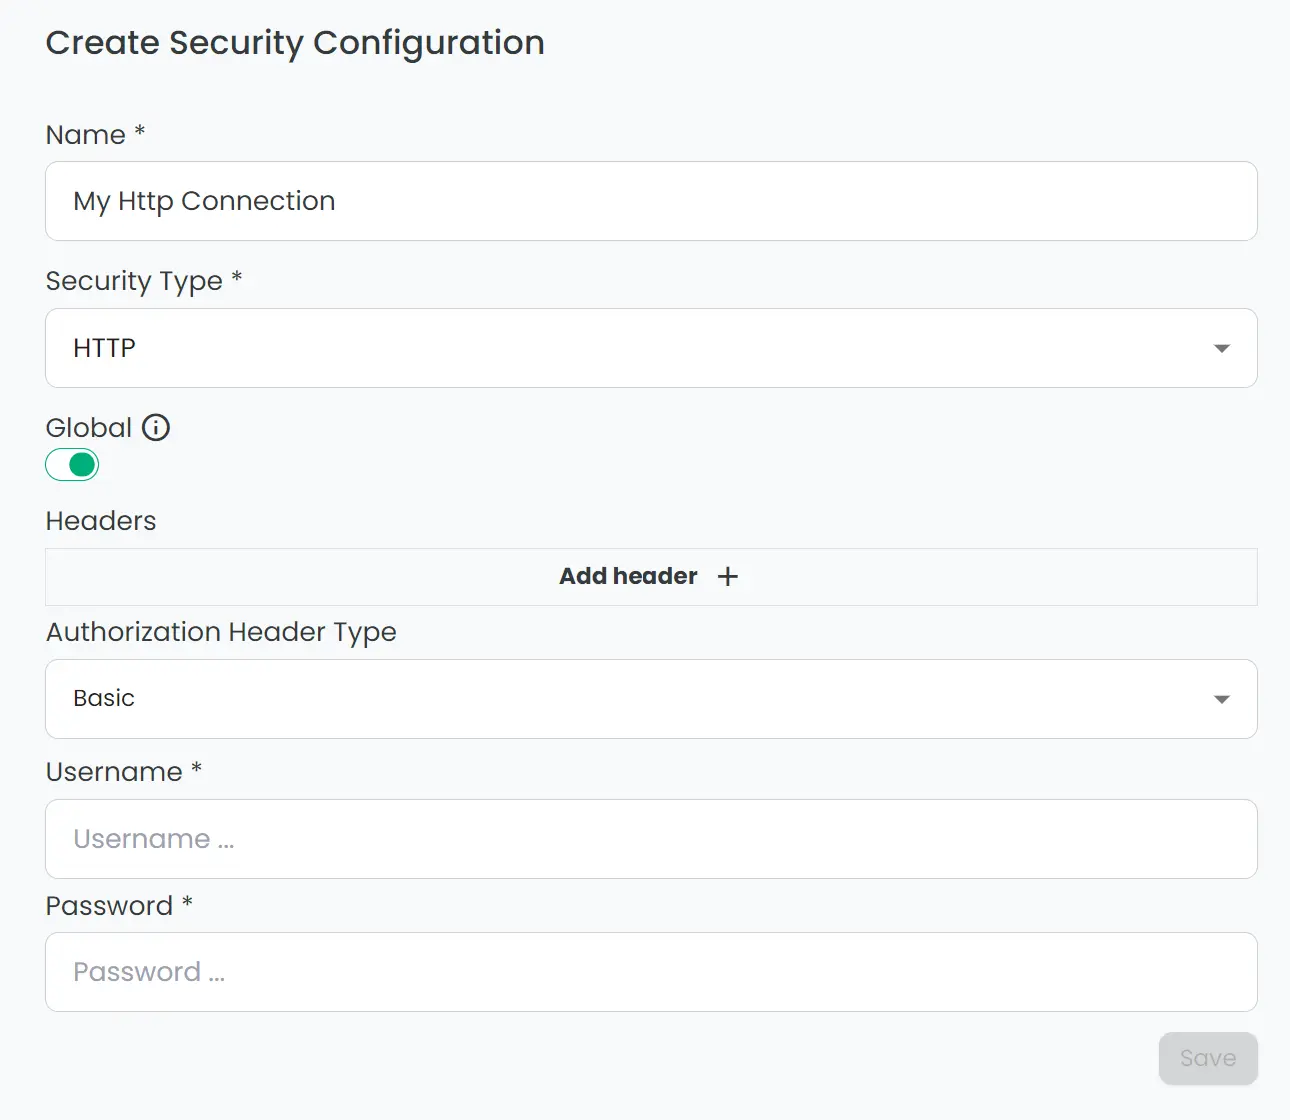 Create Security Configuration
Name *
My Http Connection
Security Type *
HTTP
Global
Headers
Add header +
Authorization Header Type
Basic
Username *
Username ...
Password *
Password ...
Save